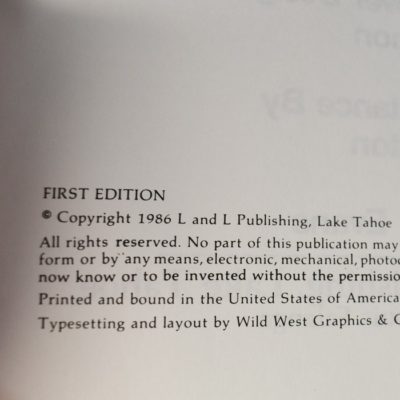 FIRST EDITION
© Copyright 1986 L and L Publishing, Lake Tahoe
All rights reserved. No part of this publication may
form or by any means, electronic, mechanical, photoc
now know or to be invented without the permissio
Printed and bound in the United States of America
Typesetting and layout by Wild West Graphics &